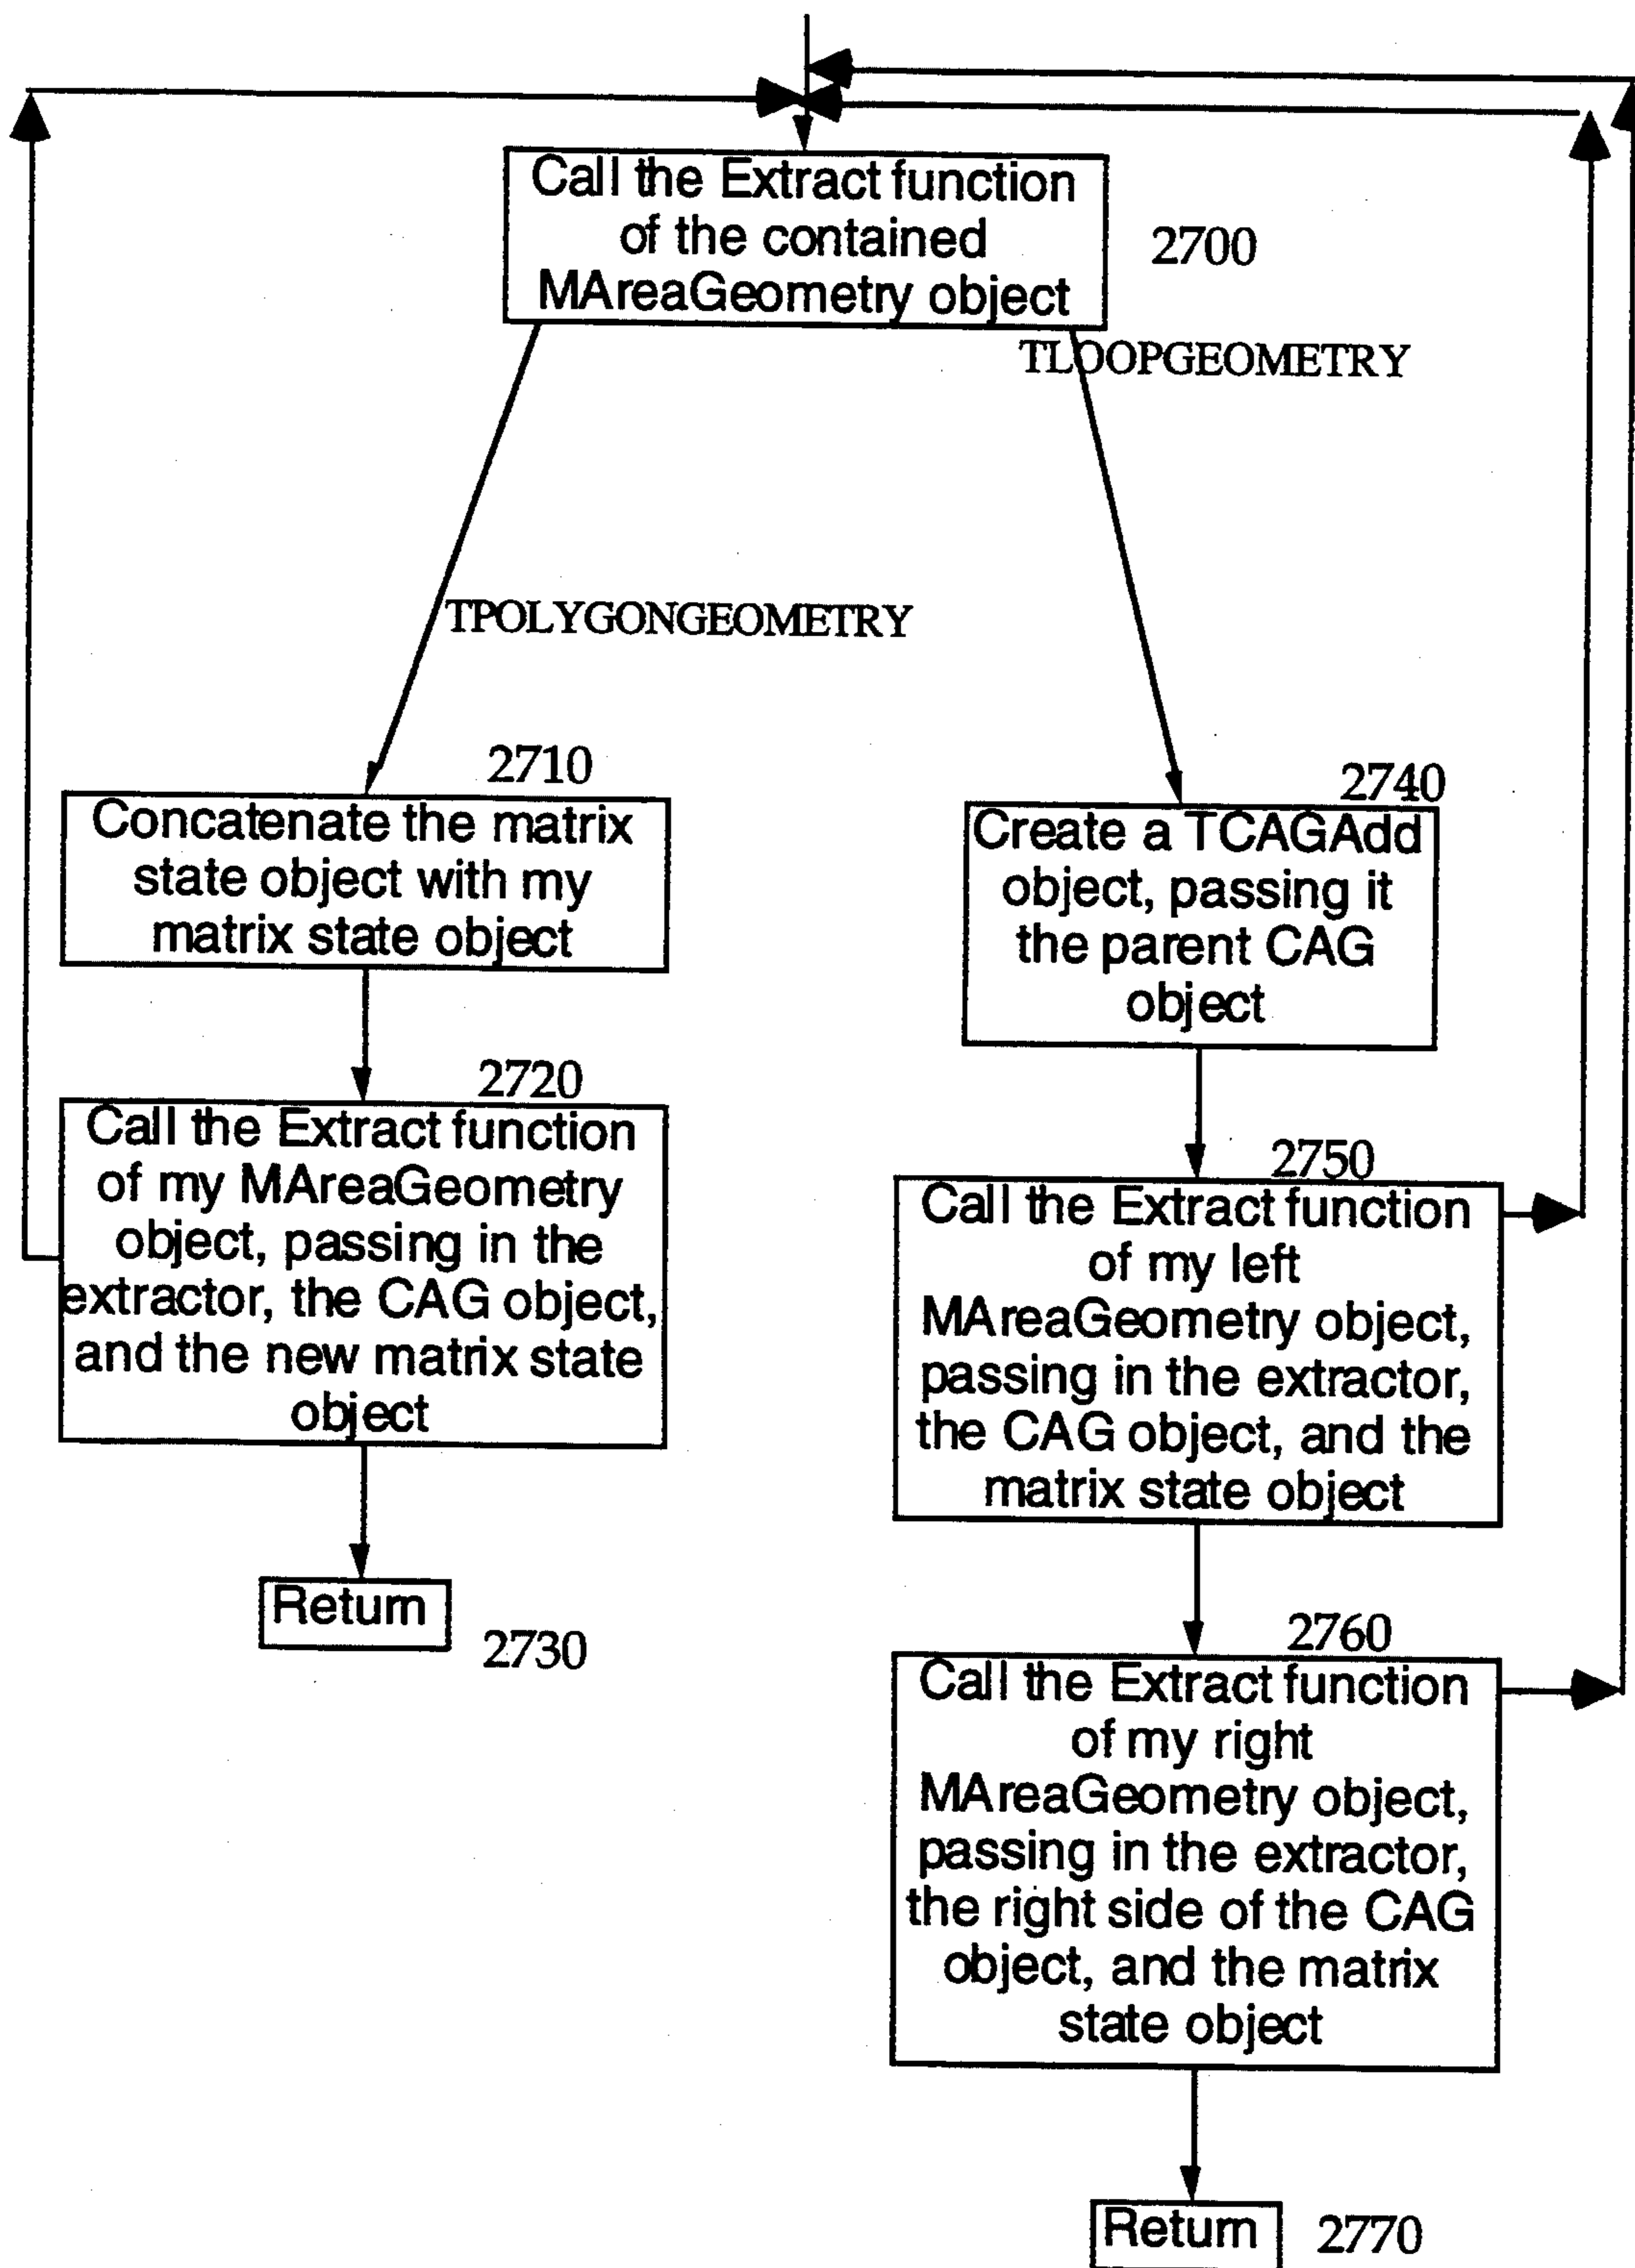 Call the Extract function
of the contained
MAreaGeometry object
2700
TLOOPGEOMETRY
TPOLYGONGEOMETRY
2710
Concatenate the matrix
state object with my
matrix state object
2720
Call the Extract function
of my MAreaGeometry
object, passing in the
extractor, the CAG object,
and the new matrix state
object
Return
2730
2740
Create a TCAGAdd
object, passing it
the parent CAG
object
2750
Call the Extract function
of my left
MAreaGeometry object,
passing in the extractor,
the CAG object, and the
matrix state object
2760
Call the Extract function
of my right
MAreaGeometry object,
passing in the extractor,
the right side of the CAG
object, and the matrix
state object
Return
2770